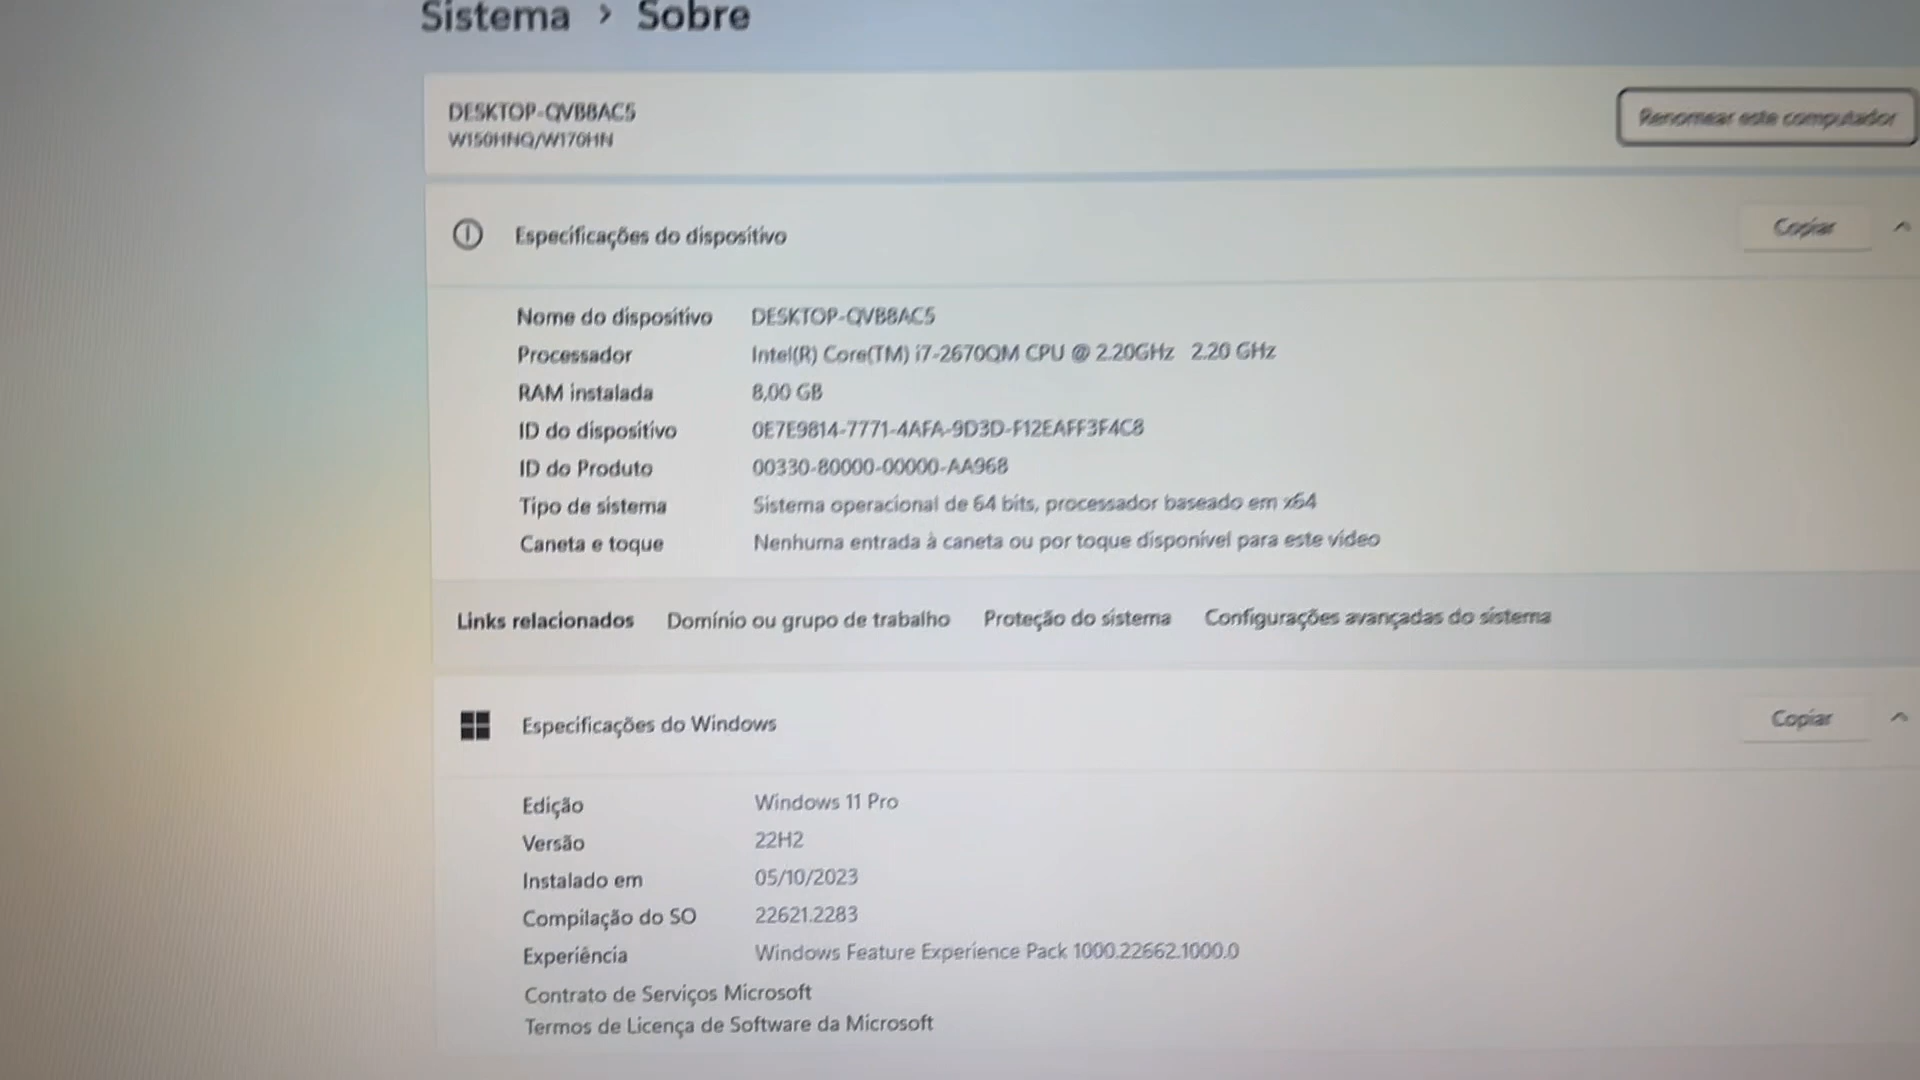 Sistema > Sobre
DESKTOP-QVB8AC5
W150HNQ/W170HN
Renomear este computador
Especificações do dispositivo
Copiar
Nome do dispositivo DESKTOP-QVB8AC5
Processador Intel(R) Core(TM) i7-2670QM CPU @ 2.20GHz 2.20 GHz
RAM instalada 8,00 GB
ID do dispositivo 0E7E9814-7771-4AFA-9D3D-F12EAFF3F4C8
ID do Produto 00330-80000-00000-AA968
Tipo de sistema Sistema operacional de 64 bits, processador baseado em x64
Caneta e toque Nenhuma entrada à caneta ou por toque disponível para este vídeo
Links relacionados Domínio ou grupo de trabalho Proteção do sistema Configurações avançadas do sistema
Especificações do Windows
Copiar
Edição Windows 11 Pro
Versão 22H2
Instalado em 05/10/2023
Compilação do SO 22621.2283
Experiência Windows Feature Experience Pack 1000.22662.1000.0
Contrato de Serviços Microsoft
Termos de Licença de Software da Microsoft